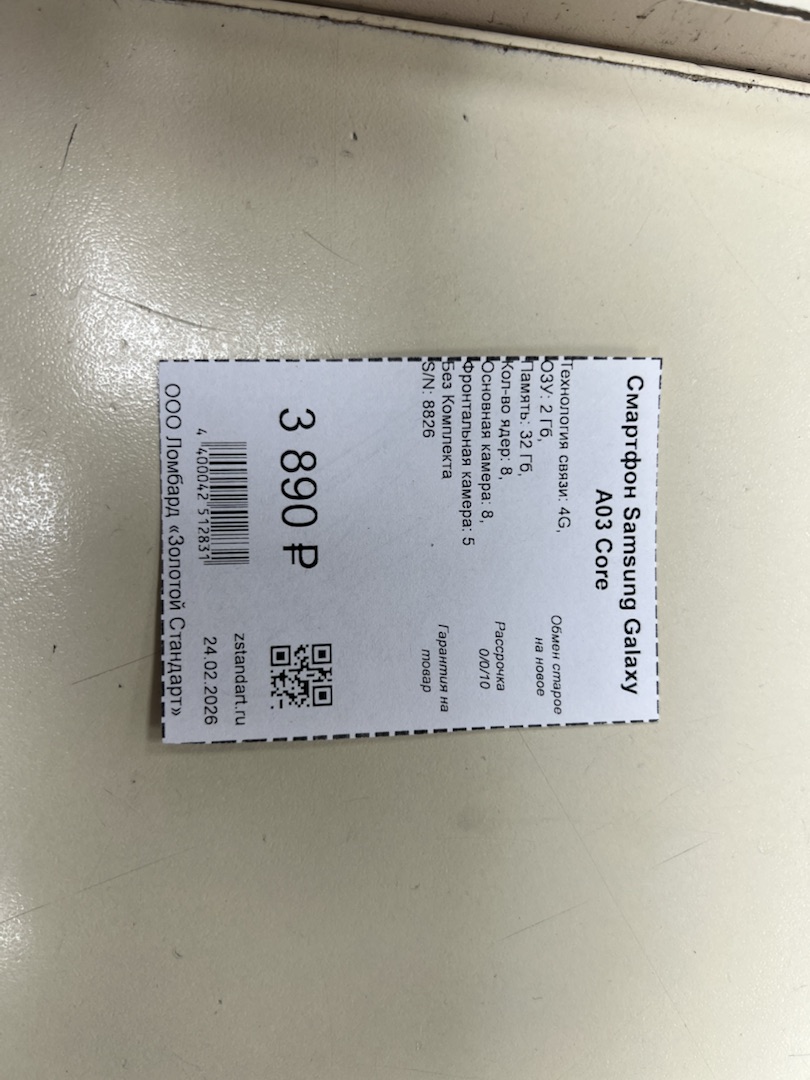 Смартфон Samsung Galaxy
A03 Core
Технология связи: 4G,
ОЗУ: 2 Гб,
Память: 32 Гб,
Кол-во ядер: 8,
Основная камера: 8,
Фронтальная камера: 5
Без Комплекта
S/N: 8826
Обмен старое
на новое
Рассрочка
0/0/10
Гарантия на
товар
3 890 ₽
4 400042 512831
zstandart.ru
24.02.2026
ООО Ломбард «Золотой Стандарт»